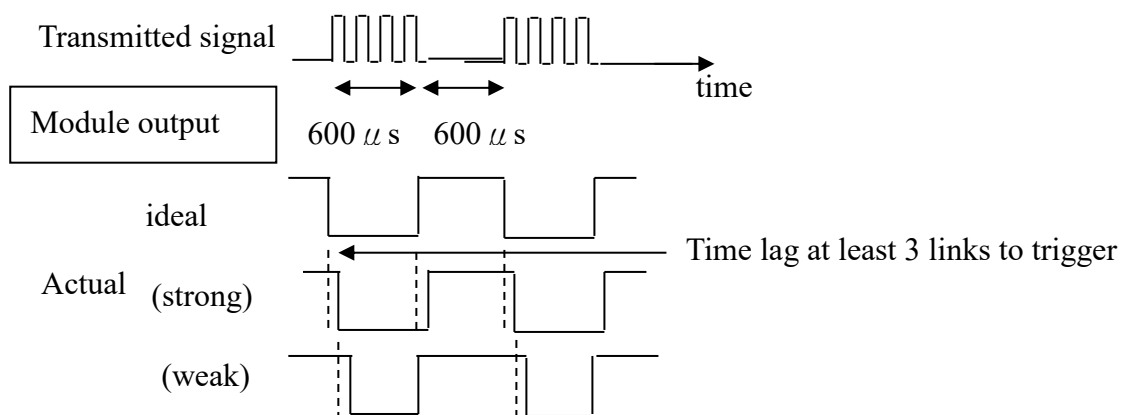 Transmitted signal
time
Module output
600 μs 600 μs
ideal
Time lag at least 3 links to trigger
Actual (strong)
(weak)